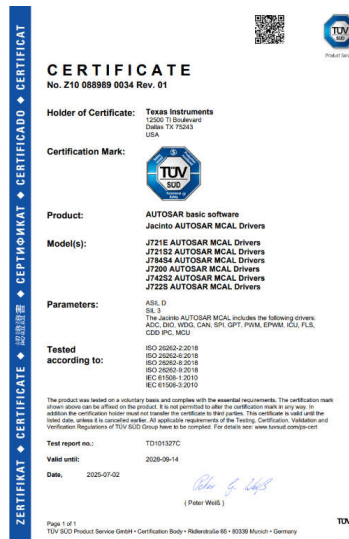 TÜV
SÜD
CERTIFICATE
No. Z10 088989 0034 Rev. 01
Holder of Certificate: Texas Instruments
12500 TI Boulevard
Dallas TX 75243
USA
Certification Mark:
TÜV
SÜD
Product: AUTOSAR basic software
Jacinto AUTOSAR MCAL Drivers
Model(s): J721E AUTOSAR MCAL Drivers
J721S2 AUTOSAR MCAL Drivers
J784S4 AUTOSAR MCAL Drivers
J7200 AUTOSAR MCAL Drivers
J742S2 AUTOSAR MCAL Drivers
J722S AUTOSAR MCAL Drivers
Parameters: ASIL D
SIL 3
The Jacinto AUTOSAR MCAL includes the following drivers:
ADC, DIO, WDG, CAN, SPI, GPT, PWM, EPWM, ICU, FLS,
CDD IPC, MCU
Tested
according to:
ISO 26262-2:2018
ISO 26262-6:2018
ISO 26262-8:2018
ISO 26262-9:2018
IEC 61508-1:2010
IEC 61508-3:2010
The product was tested on a voluntary basis and complies with the essential requirements. The certification mark
shown above can be affixed on the product. It is not permitted to alter the certification mark in any way. In
addition the certification holder must not transfer the certificate to third parties. This certificate is valid until the
listed date, unless it is cancelled earlier. All applicable requirements of the Testing, Certification, Validation and
Verification Regulations of TÜV SÜD Group have to be complied. For details see: www.tuvsud.com/ps-cert
Test report no.: TD101327C
Valid until: 2028-09-14
Date, 2025-07-02
( Peter Weiß )
Page 1 of 1
TÜV SÜD Product Service GmbH • Certification Body • Ridlerstraße 65 • 80339 Munich • Germany
TÜV
ZERTIFIKAT ◆ CERTIFICATE ◆ 認證證書 ◆ СЕРТИФИКАТ ◆ CERTIFICADO ◆ CERTIFICAT